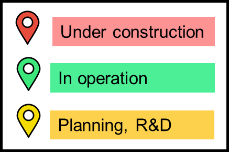 Under construction
In operation
Planning, R&D